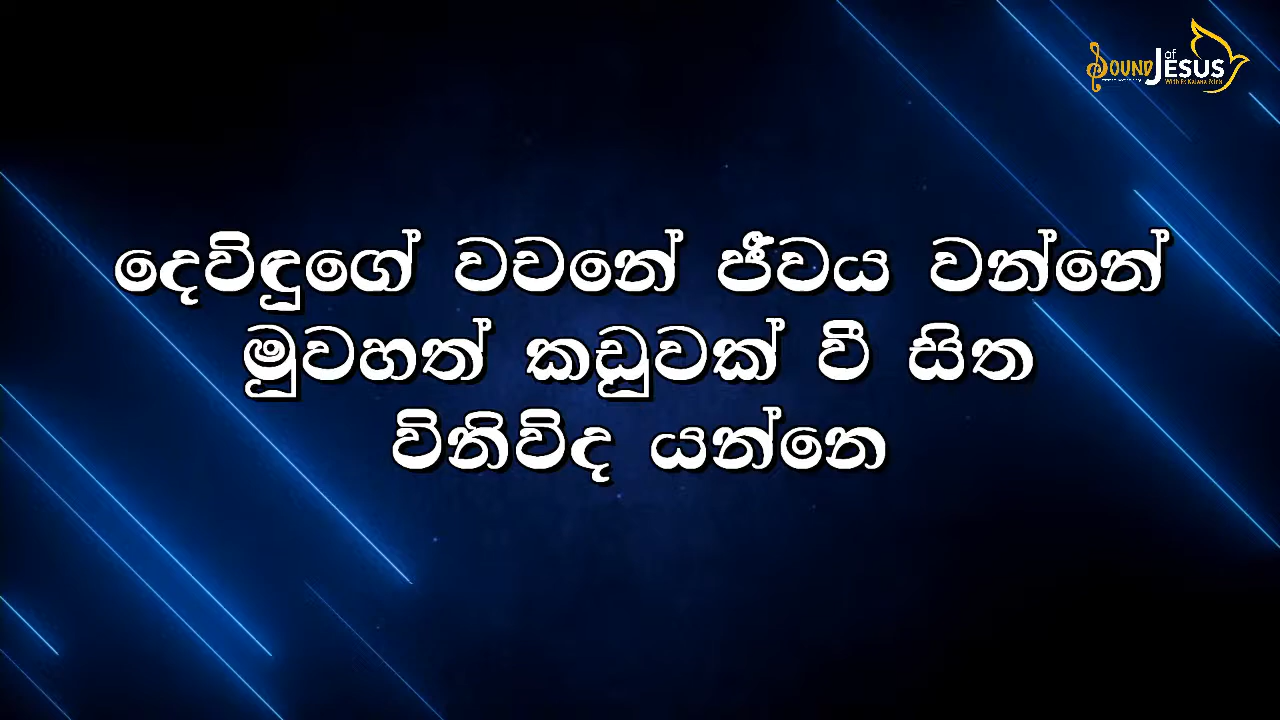 Sound of Jesus
දෙවිඳුගේ වචනේ ජීවය වන්නේ
මුවහත් කඩුවක් වී සිත
විනිවිද යන්නෙ